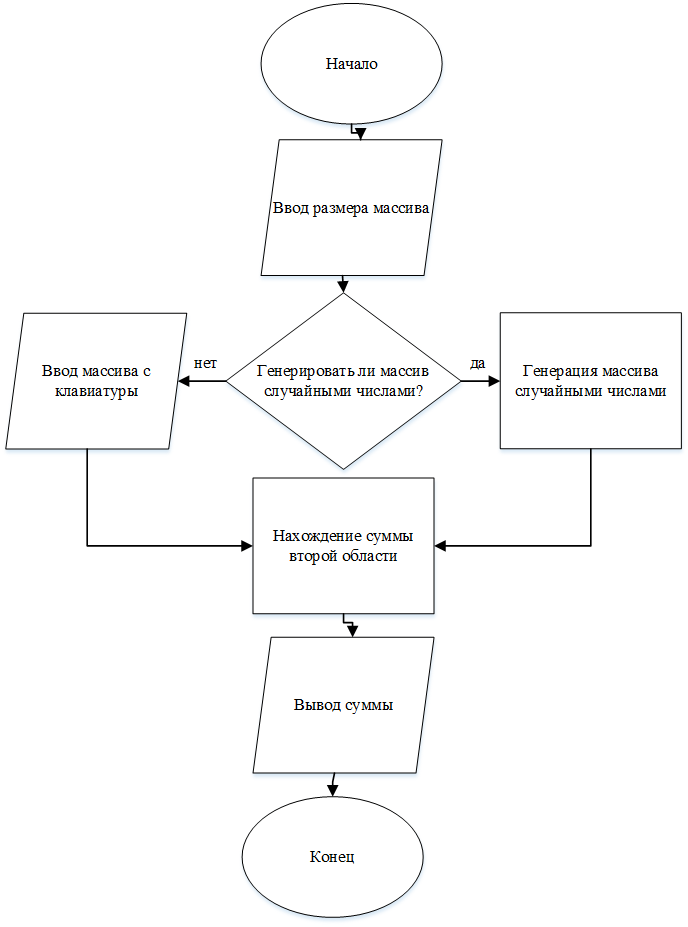 Начало
Ввод размера массива
Генерировать ли массив
случайными числами?
нет
да
Ввод массива с
клавиатуры
Генерация массива
случайными числами
Нахождение суммы
второй области
Вывод суммы
Конец